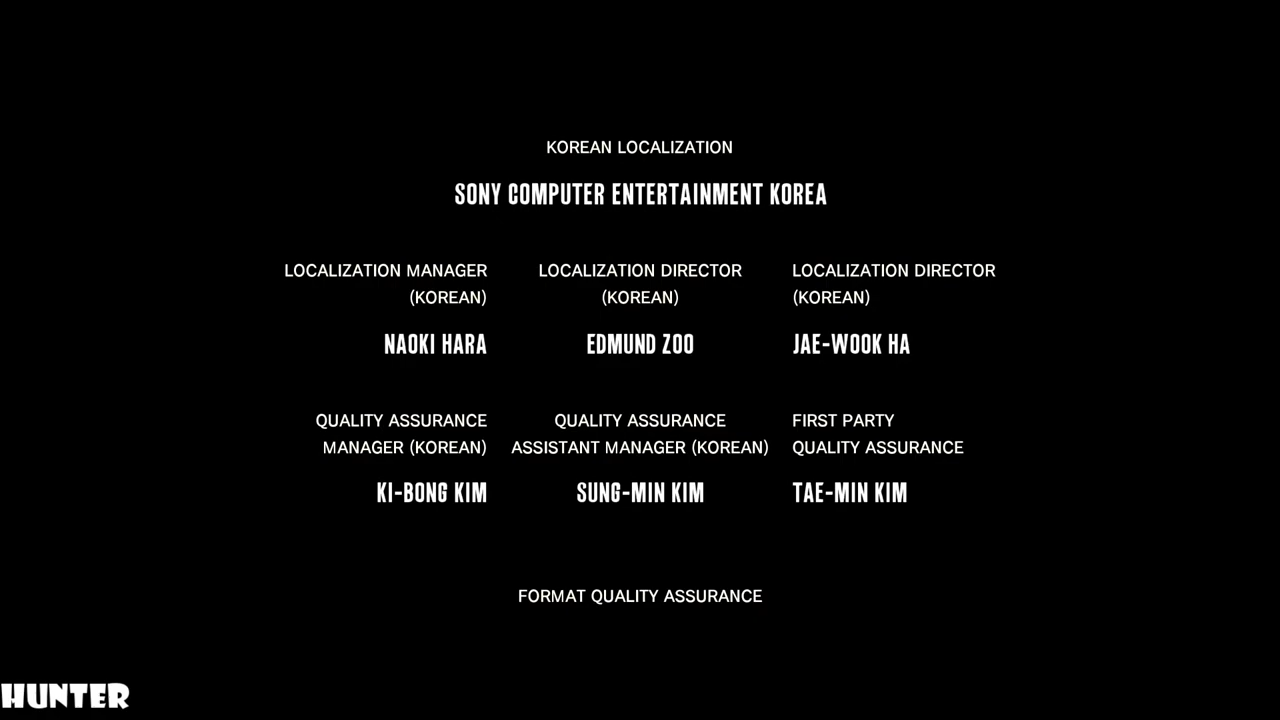 KOREAN LOCALIZATION
SONY COMPUTER ENTERTAINMENT KOREA
LOCALIZATION MANAGER
(KOREAN)
NAOKI HARA
LOCALIZATION DIRECTOR
(KOREAN)
EDMUND ZOO
LOCALIZATION DIRECTOR
(KOREAN)
JAE-WOOK HA
QUALITY ASSURANCE
MANAGER (KOREAN)
KI-BONG KIM
QUALITY ASSURANCE
ASSISTANT MANAGER (KOREAN)
SUNG-MIN KIM
FIRST PARTY
QUALITY ASSURANCE
TAE-MIN KIM
FORMAT QUALITY ASSURANCE
HUNTER